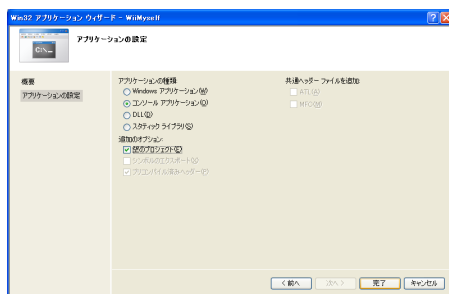 Win32 アプリケーション ウィザード - WiiMyself
アプリケーションの設定
C:\_
概要
アプリケーションの設定
アプリケーションの種類:
Windows アプリケーション(W)
コンソール アプリケーション(O)
DLL(D)
スタティック ライブラリ(S)
追加のオプション:
空のプロジェクト(E)
シンボルのエクスポート(X)
プリコンパイル済みヘッダー(P)
共通ヘッダー ファイルを追加:
ATL(A)
MFC(M)
< 前へ
次へ >
完了
キャンセル